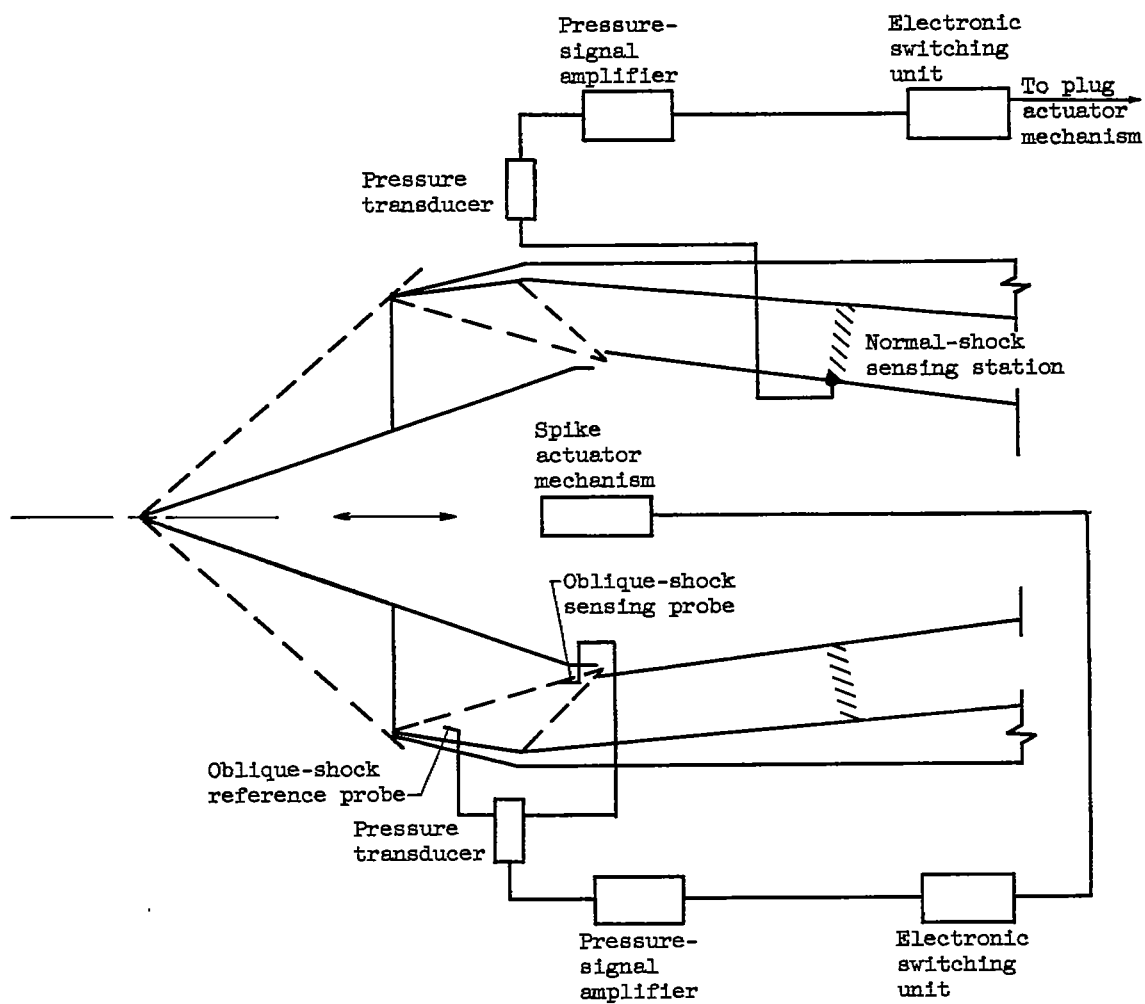 Pressure-
signal
amplifier
Electronic
switching
unit
To plug
actuator
mechanism
Pressure
transducer
Normal-shock
sensing station
Spike
actuator
mechanism
Oblique-shock
sensing probe
Oblique-shock
reference probe
Pressure
transducer
Pressure-
signal
amplifier
Electronic
switching
unit